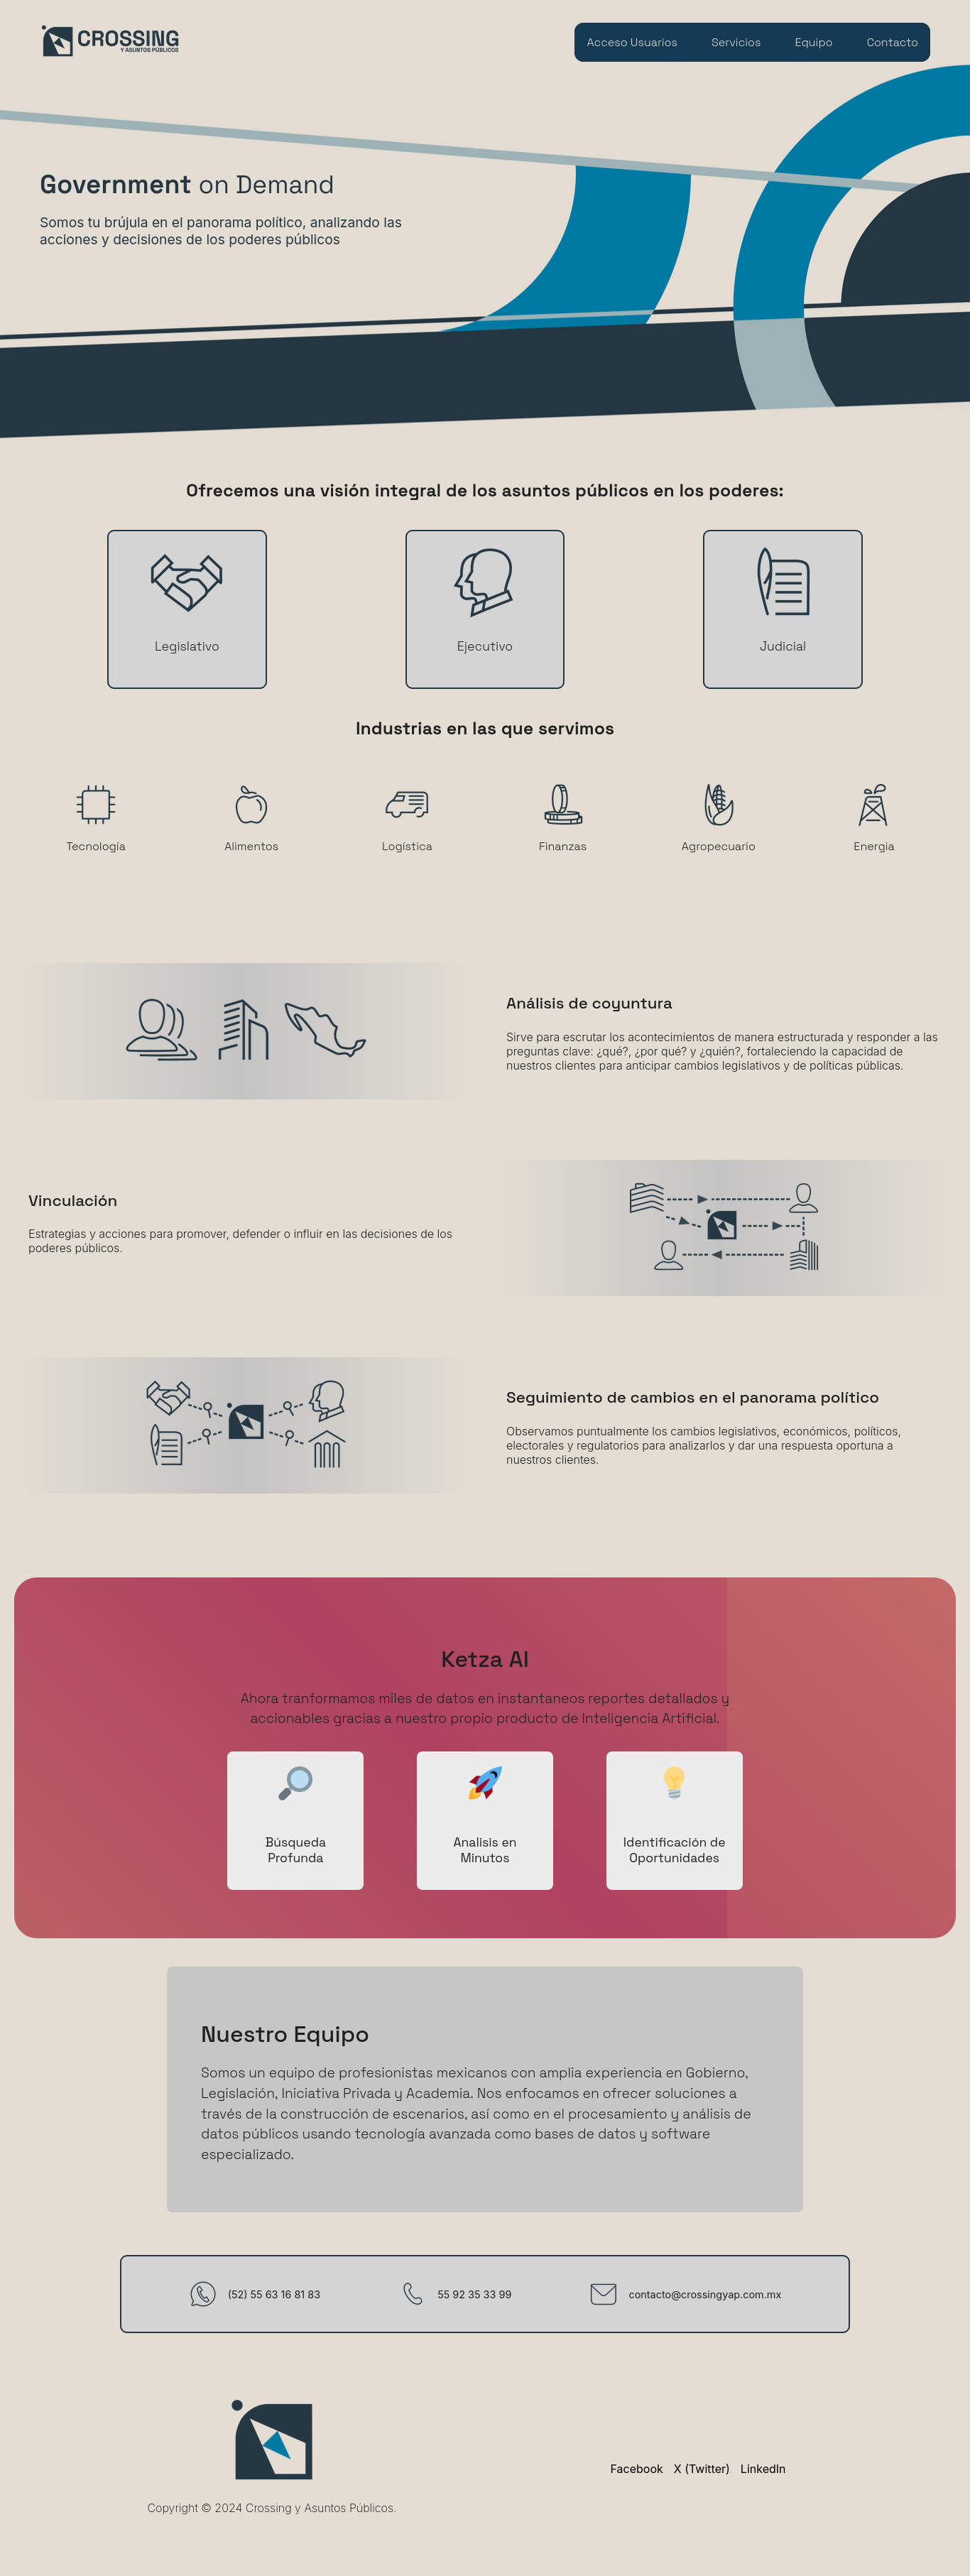 CROSSING
Y ASUNTOS PÚBLICOS
Acceso Usuarios
Servicios
Equipo
Contacto
Government on Demand
Somos tu brújula en el panorama político, analizando las
acciones y decisiones de los poderes públicos
Ofrecemos una visión integral de los asuntos públicos en los poderes:
Legislativo
Ejecutivo
Judicial
Industrias en las que servimos
Tecnología
Alimentos
Logística
Finanzas
Agropecuario
Energia
Análisis de coyuntura
Sirve para escrutar los acontecimientos de manera estructurada y responder a las
preguntas clave: ¿qué?, ¿por qué? y ¿quién?, fortaleciendo la capacidad de
nuestros clientes para anticipar cambios legislativos y de políticas públicas.
Vinculación
Estrategias y acciones para promover, defender o influir en las decisiones de los
poderes públicos.
Seguimiento de cambios en el panorama político
Observamos puntualmente los cambios legislativos, económicos, políticos,
electorales y regulatorios para analizarlos y dar una respuesta oportuna a
nuestros clientes.
Ketza AI
Ahora tranformamos miles de datos en instantaneos reportes detallados y
accionables gracias a nuestro propio producto de Inteligencia Artificial.
Búsqueda
Profunda
Analisis en
Minutos
Identificación de
Oportunidades
Nuestro Equipo
Somos un equipo de profesionistas mexicanos con amplia experiencia en Gobierno,
Legislación, Iniciativa Privada y Academia. Nos enfocamos en ofrecer soluciones a
través de la construcción de escenarios, así como en el procesamiento y análisis de
datos públicos usando tecnología avanzada como bases de datos y software
especializado.
(52) 55 63 16 81 83
55 92 35 33 99
contacto@crossingyap.com.mx
Facebook
X (Twitter)
LinkedIn
Copyright © 2024 Crossing y Asuntos Públicos.